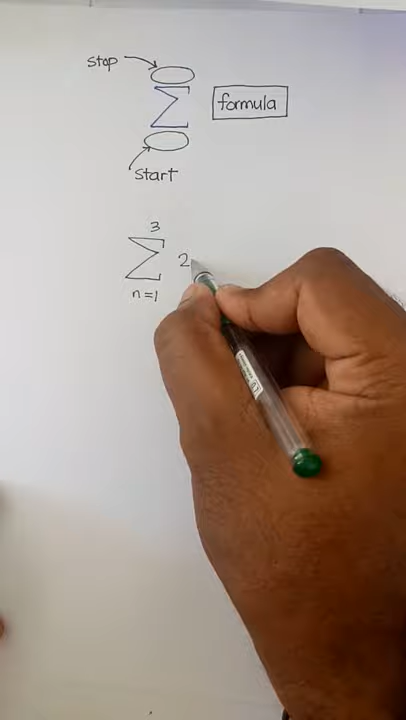 stop
Σ formula
start
3
Σ 2
n=1